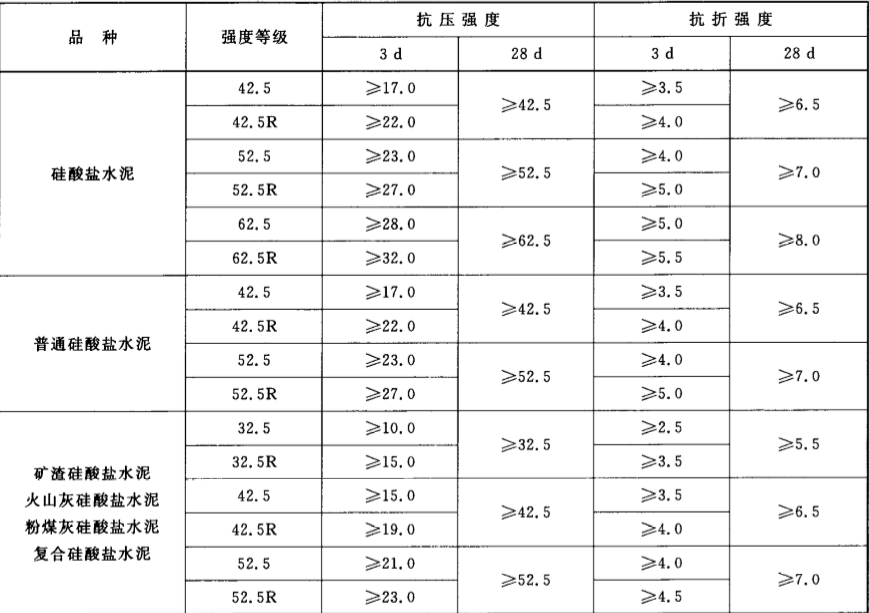 品 种 强度等级 抗压强度 抗折强度
3 d 28 d 3 d 28 d
硅酸盐水泥
42.5 ≥17.0 ≥42.5 ≥3.5 ≥6.5
42.5R ≥22.0 ≥4.0
52.5 ≥23.0 ≥52.5 ≥4.0 ≥7.0
52.5R ≥27.0 ≥5.0
62.5 ≥28.0 ≥62.5 ≥5.0 ≥8.0
62.5R ≥32.0 ≥5.5
普通硅酸盐水泥
42.5 ≥17.0 ≥42.5 ≥3.5 ≥6.5
42.5R ≥22.0 ≥4.0
52.5 ≥23.0 ≥52.5 ≥4.0 ≥7.0
52.5R ≥27.0 ≥5.0
矿渣硅酸盐水泥
火山灰硅酸盐水泥
粉煤灰硅酸盐水泥
复合硅酸盐水泥
32.5 ≥10.0 ≥32.5 ≥2.5 ≥5.5
32.5R ≥15.0 ≥3.5
42.5 ≥15.0 ≥42.5 ≥3.5 ≥6.5
42.5R ≥19.0 ≥4.0
52.5 ≥21.0 ≥52.5 ≥4.0 ≥7.0
52.5R ≥23.0 ≥4.5